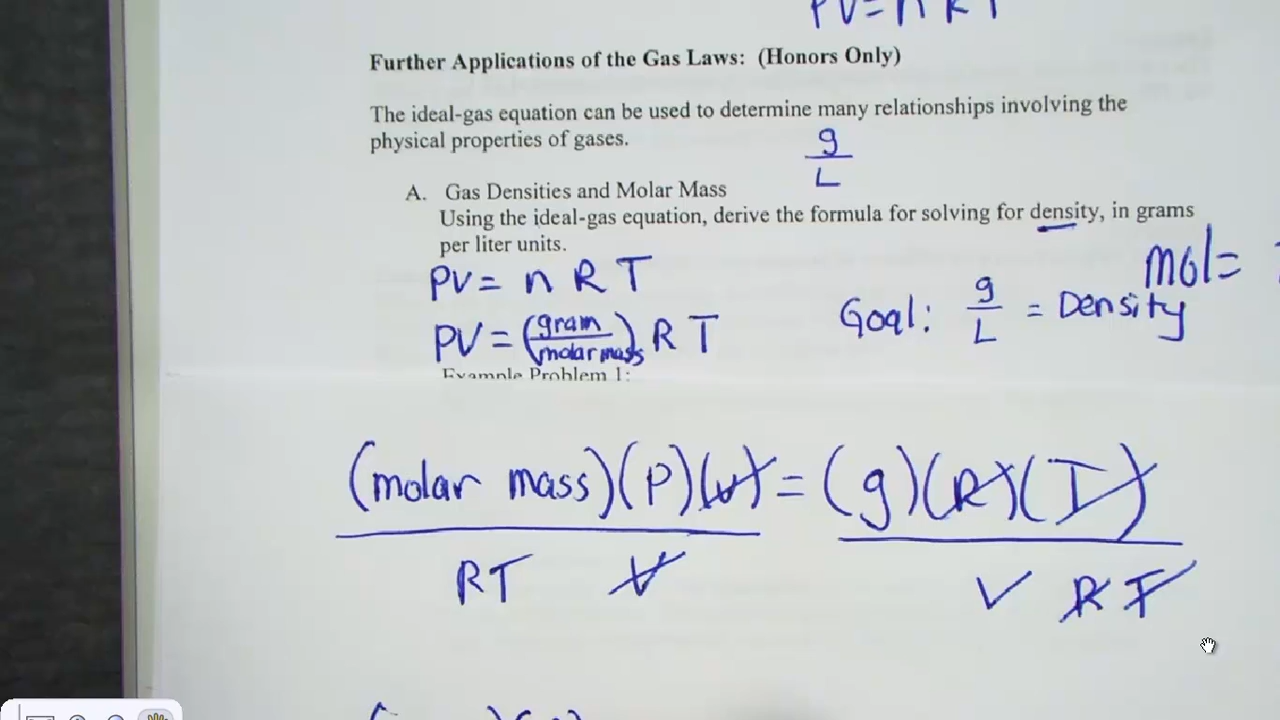 PV = n R T
Further Applications of the Gas Laws: (Honors Only)
The ideal-gas equation can be used to determine many relationships involving the
physical properties of gases.
g
L
A. Gas Densities and Molar Mass
Using the ideal-gas equation, derive the formula for solving for density, in grams
per liter units.
PV = n R T
mol =
Goal: g/L = Density
PV = (gram/molar mass) R T
Example Problem 1:
(molar mass)(P)(V) = (g)(R)(T)
RT V V R T